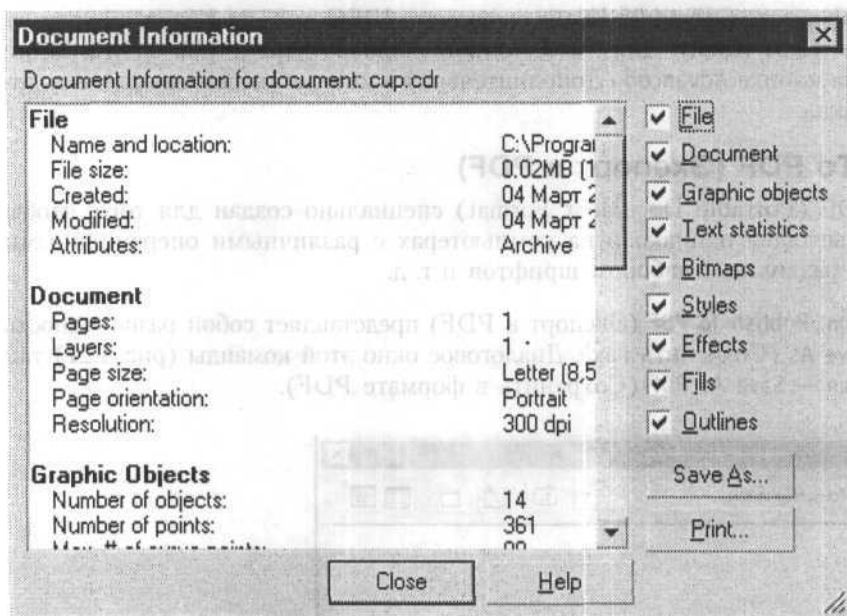 Document Information
Document Information for document: cup.cdr
File
Name and location: C:\Program
File size: 0.02MB (1
Created: 04 Март 2
Modified: 04 Март 2
Attributes: Archive
Document
Pages: 1
Layers: 1
Page size: Letter (8,5
Page orientation: Portrait
Resolution: 300 dpi
Graphic Objects
Number of objects: 14
Number of points: 361
File
Document
Graphic objects
Text statistics
Bitmaps
Styles
Effects
Fills
Outlines
Save As...
Print...
Close Help